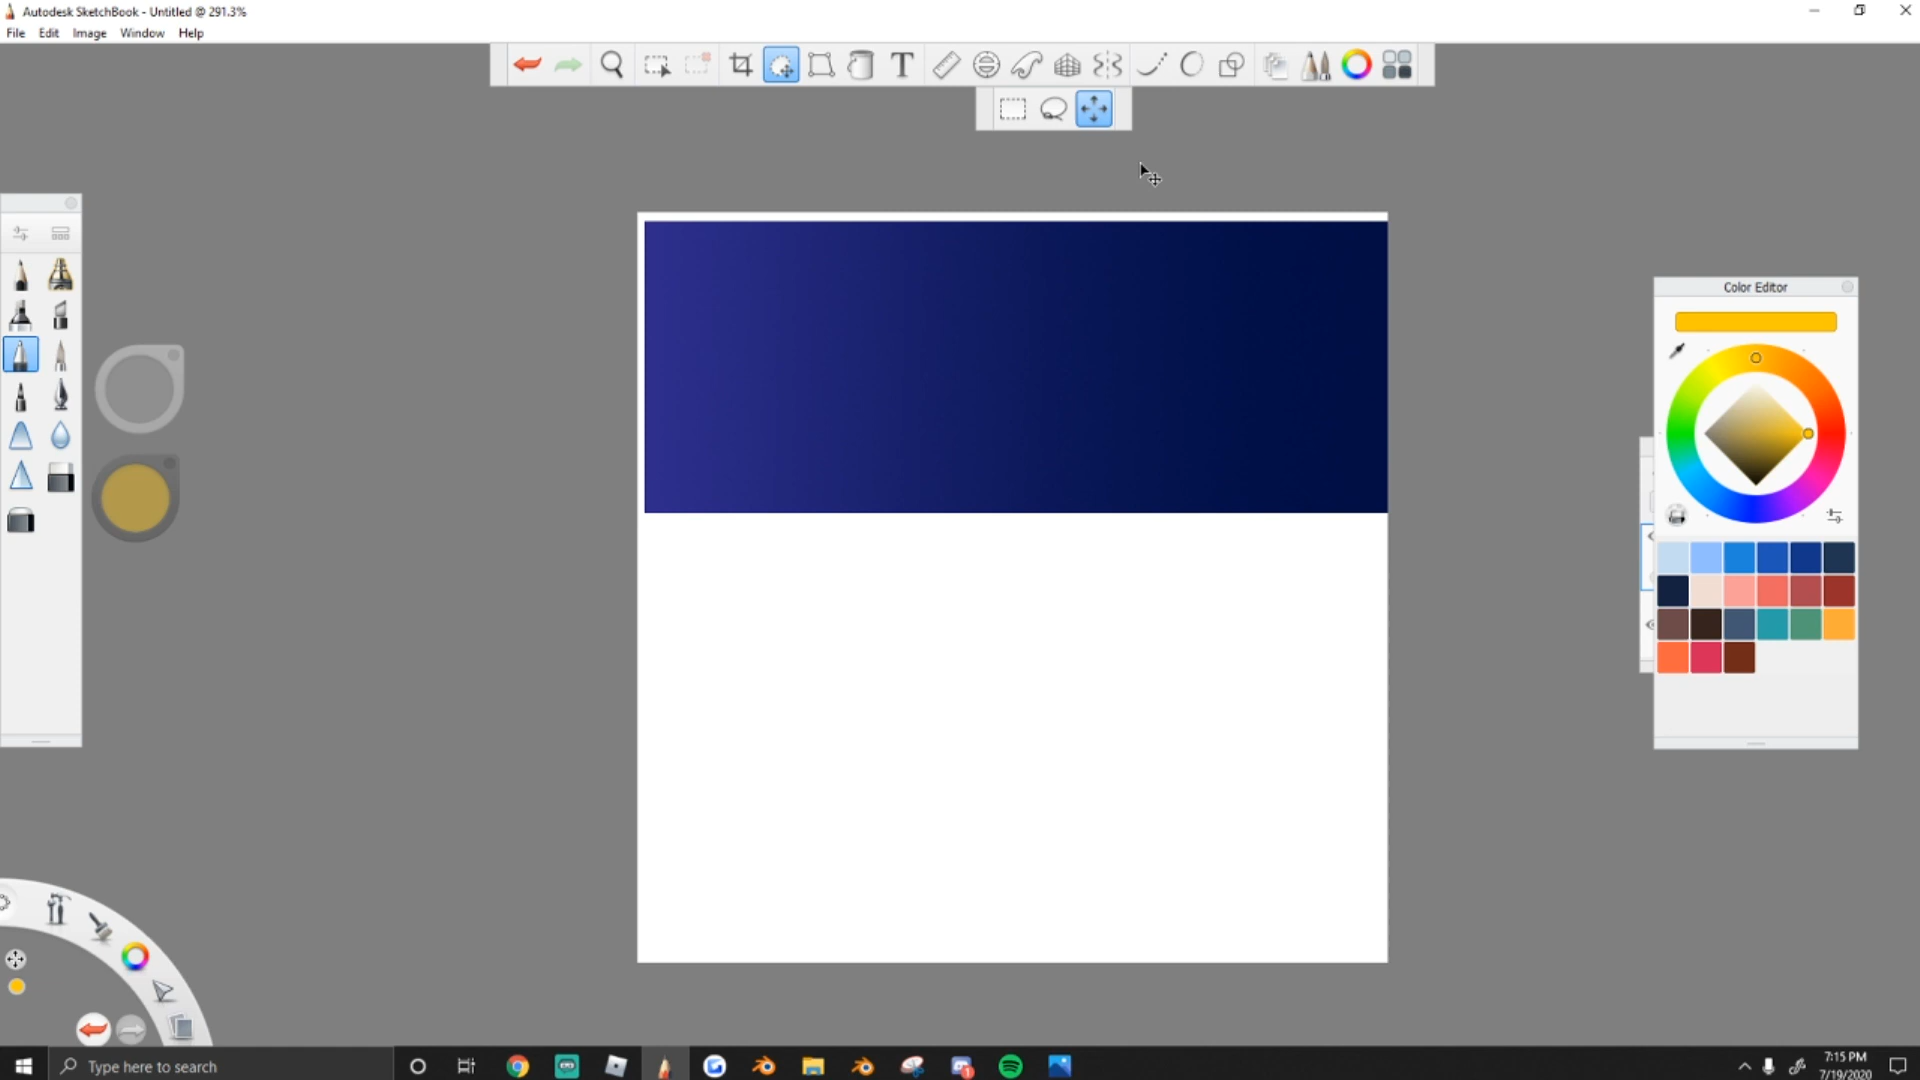 Autodesk SketchBook - Untitled @ 291.3%
File Edit Image Window Help
T
Color Editor
Type here to search
1
7:15 PM
7/19/2020